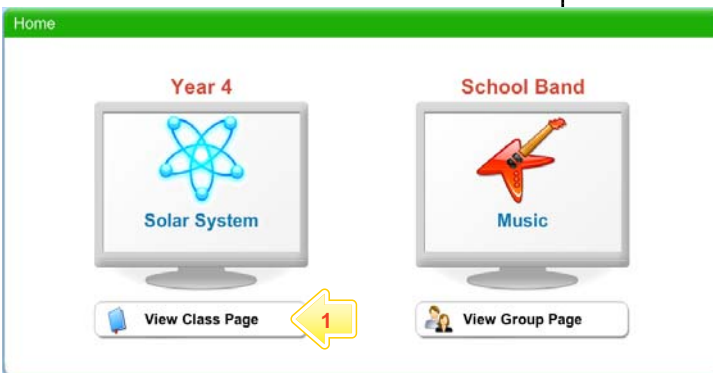 Home
Year 4
School Band
Solar System
Music
View Class Page
1
View Group Page